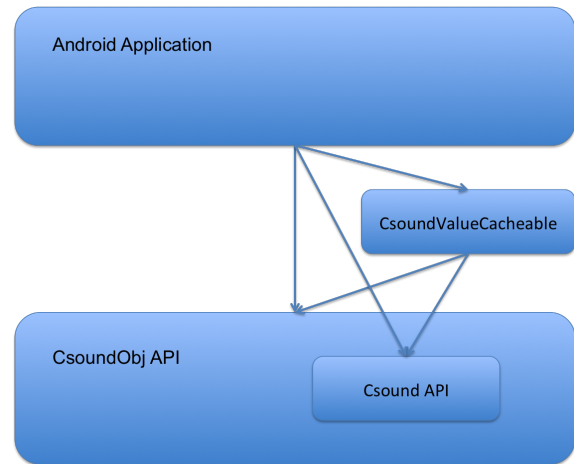 Android Application
CsoundValueCacheable
CsoundObj API
Csound API